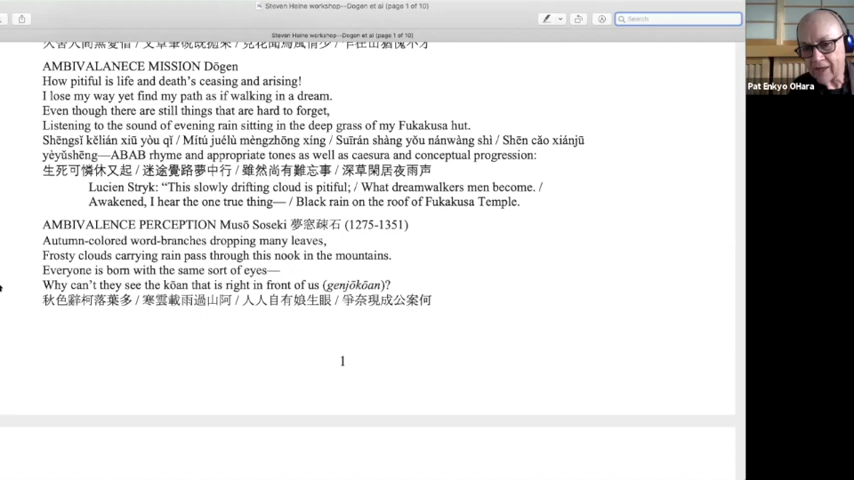 Steven Heine workshop--Dogen et al (page 1 of 10)
Search
Steven Heine workshop--Dogen et al (page 1 of 10)
AMBIVALANECE MISSION Dōgen
How pitiful is life and death's ceasing and arising!
I lose my way yet find my path as if walking in a dream.
Even though there are still things that are hard to forget,
Listening to the sound of evening rain sitting in the deep grass of my Fukakusa hut.
Shēngsǐ kělián xiū yòu qǐ / Mítú juélù mèngzhōng xíng / Suīrán shàng yǒu nánwàng shì / Shēn cǎo xiánjū
yèyǔshēng—ABAB rhyme and appropriate tones as well as caesura and conceptual progression:
生死可憐休又起 / 迷途覺路夢中行 / 雖然尚有難忘事 / 深草閑居夜雨声
Lucien Stryk: “This slowly drifting cloud is pitiful; / What dreamwalkers men become. /
Awakened, I hear the one true thing— / Black rain on the roof of Fukakusa Temple.
AMBIVALENCE PERCEPTION Musō Soseki 夢窓疎石 (1275-1351)
Autumn-colored word-branches dropping many leaves,
Frosty clouds carrying rain pass through this nook in the mountains.
Everyone is born with the same sort of eyes—
Why can't they see the kōan that is right in front of us (genjōkōan)?
秋色辭柯落葉多 / 寒雲載雨過山阿 / 人人自有娘生眼 / 爭奈現成公案何
1
Pat Enkyo OHara